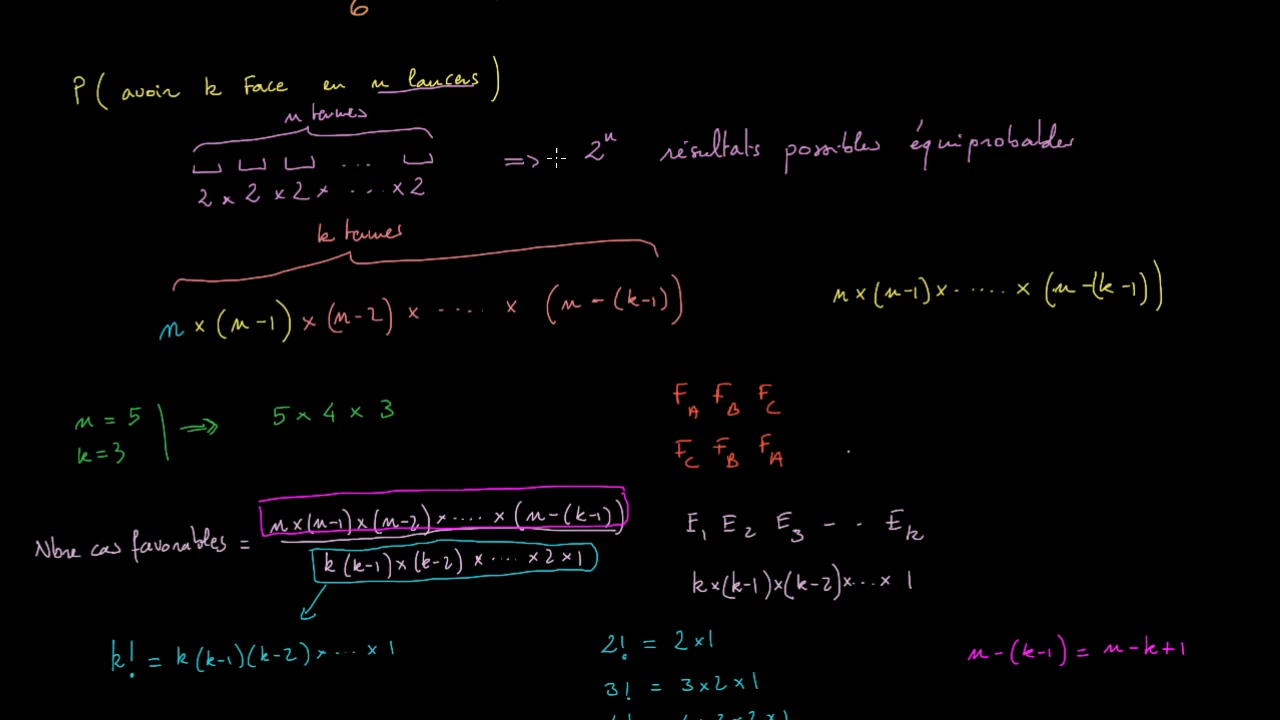 6
P( avoir k Face en n lancers )
n termes
2 × 2 × 2 × .... × 2 => 2^n résultats possibles équiprobables
k termes
n × (n-1) × (n-2) × .... × (n-(k-1))
n×(n-1)×.....×(n-(k-1))
n = 5
k=3
=> 5 × 4 × 3
F_A F_B F_C
F_C F_B F_A
Nbre cas favorables = n×(n-1)×(n-2)×....×(n-(k-1)) / k(k-1)×(k-2)×....×2×1
E_1 E_2 E_3 - - . E_k
k×(k-1)×(k-2)×...× 1
k! = k(k-1)(k-2)×...× 1
2! = 2×1
3! = 3×2×1
n-(k-1) = n-k+1